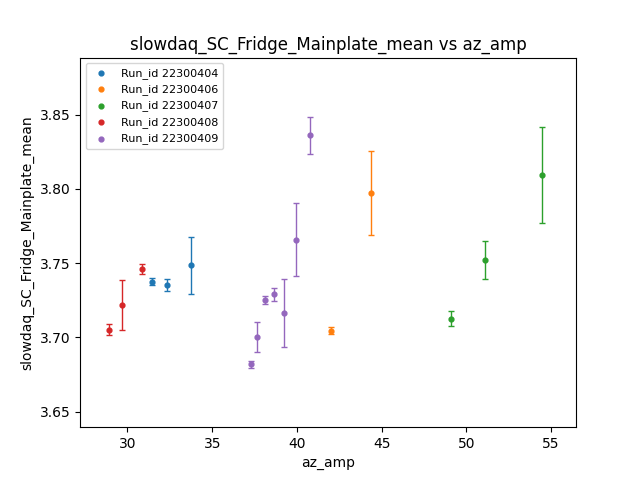 slowdaq_SC_Fridge_Mainplate_mean vs az_amp
Run_id 22300404
Run_id 22300406
Run_id 22300407
Run_id 22300408
Run_id 22300409
slowdaq_SC_Fridge_Mainplate_mean
3.85
3.80
3.75
3.70
3.65
30 35 40 45 50 55
az_amp